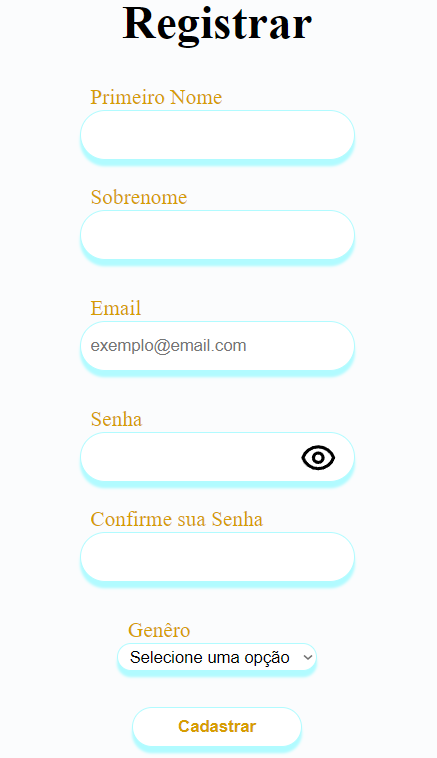 Registrar
Primeiro Nome
Sobrenome
Email
exemplo@email.com
Senha
Confirme sua Senha
Genêro
Selecione uma opção
Cadastrar